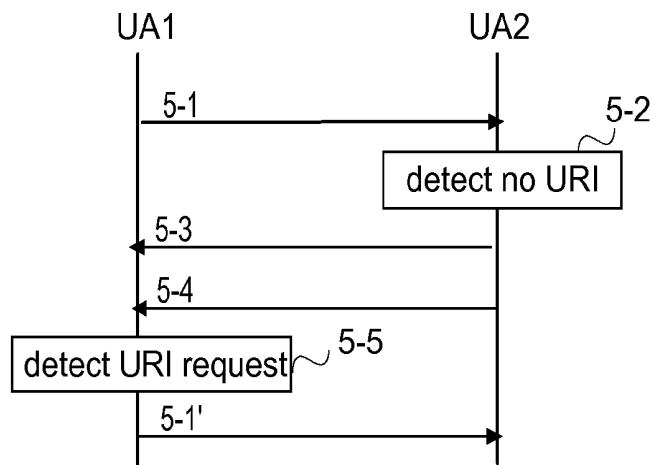 UA1 UA2
5-1
5-2
detect no URI
5-3
5-4
detect URI request
5-5
5-1'